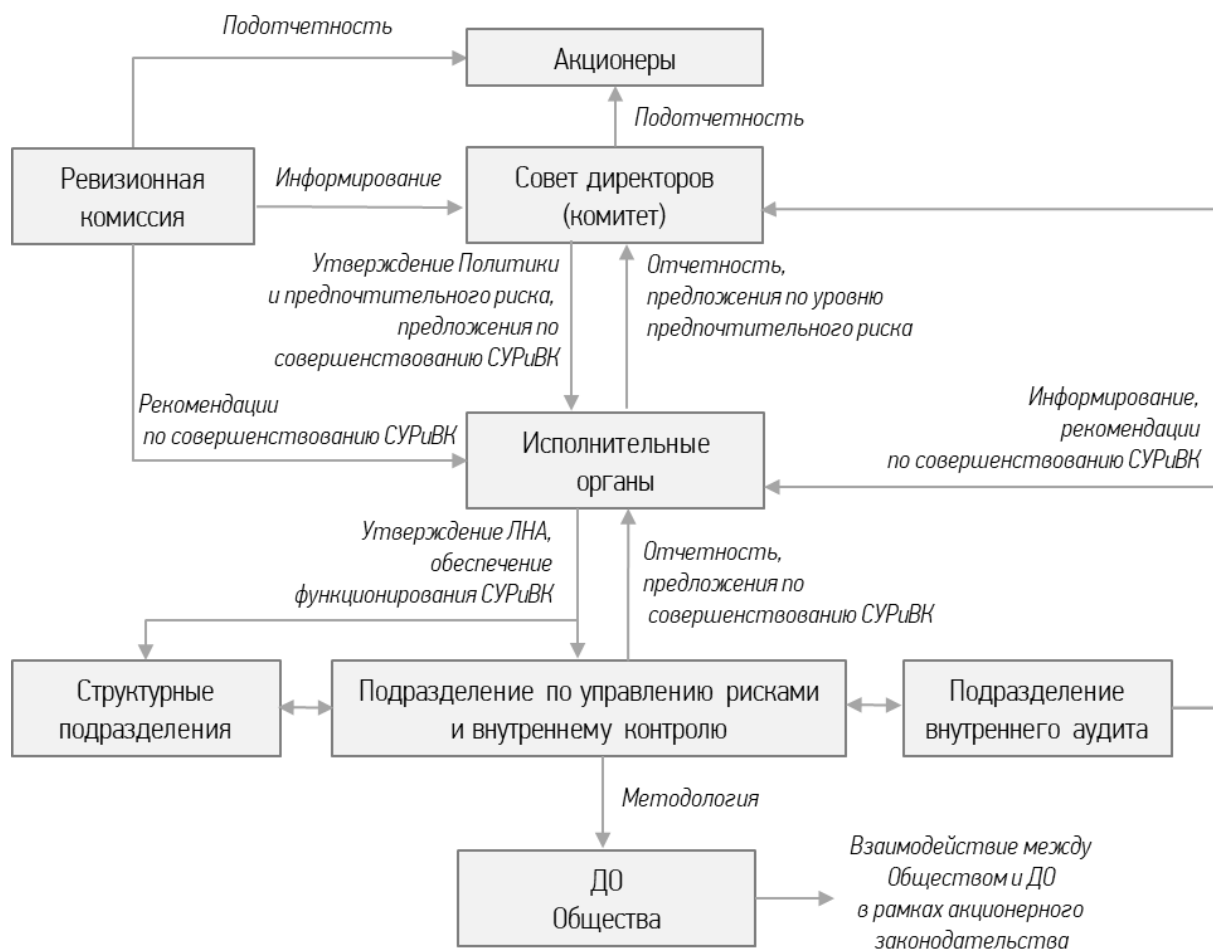 Подотчетность
Акционеры
Подотчетность
Ревизионная
комиссия
Информирование
Совет директоров
(комитет)
Утверждение Политики
и предпочтительного риска,
предложения по
совершенствованию СУРиВК
Отчетность,
предложения по уровню
предпочтительного риска
Рекомендации
по совершенствованию СУРиВК
Исполнительные
органы
Информирование,
рекомендации
по совершенствованию СУРиВК
Утверждение ЛНА,
обеспечение
функционирования СУРиВК
Отчетность,
предложения по
совершенствованию СУРиВК
Структурные
подразделения
Подразделение по управлению рисками
и внутреннему контролю
Подразделение
внутреннего аудита
Методология
ДО
Общества
Взаимодействие между
Обществом и ДО
в рамках акционерного
законодательства